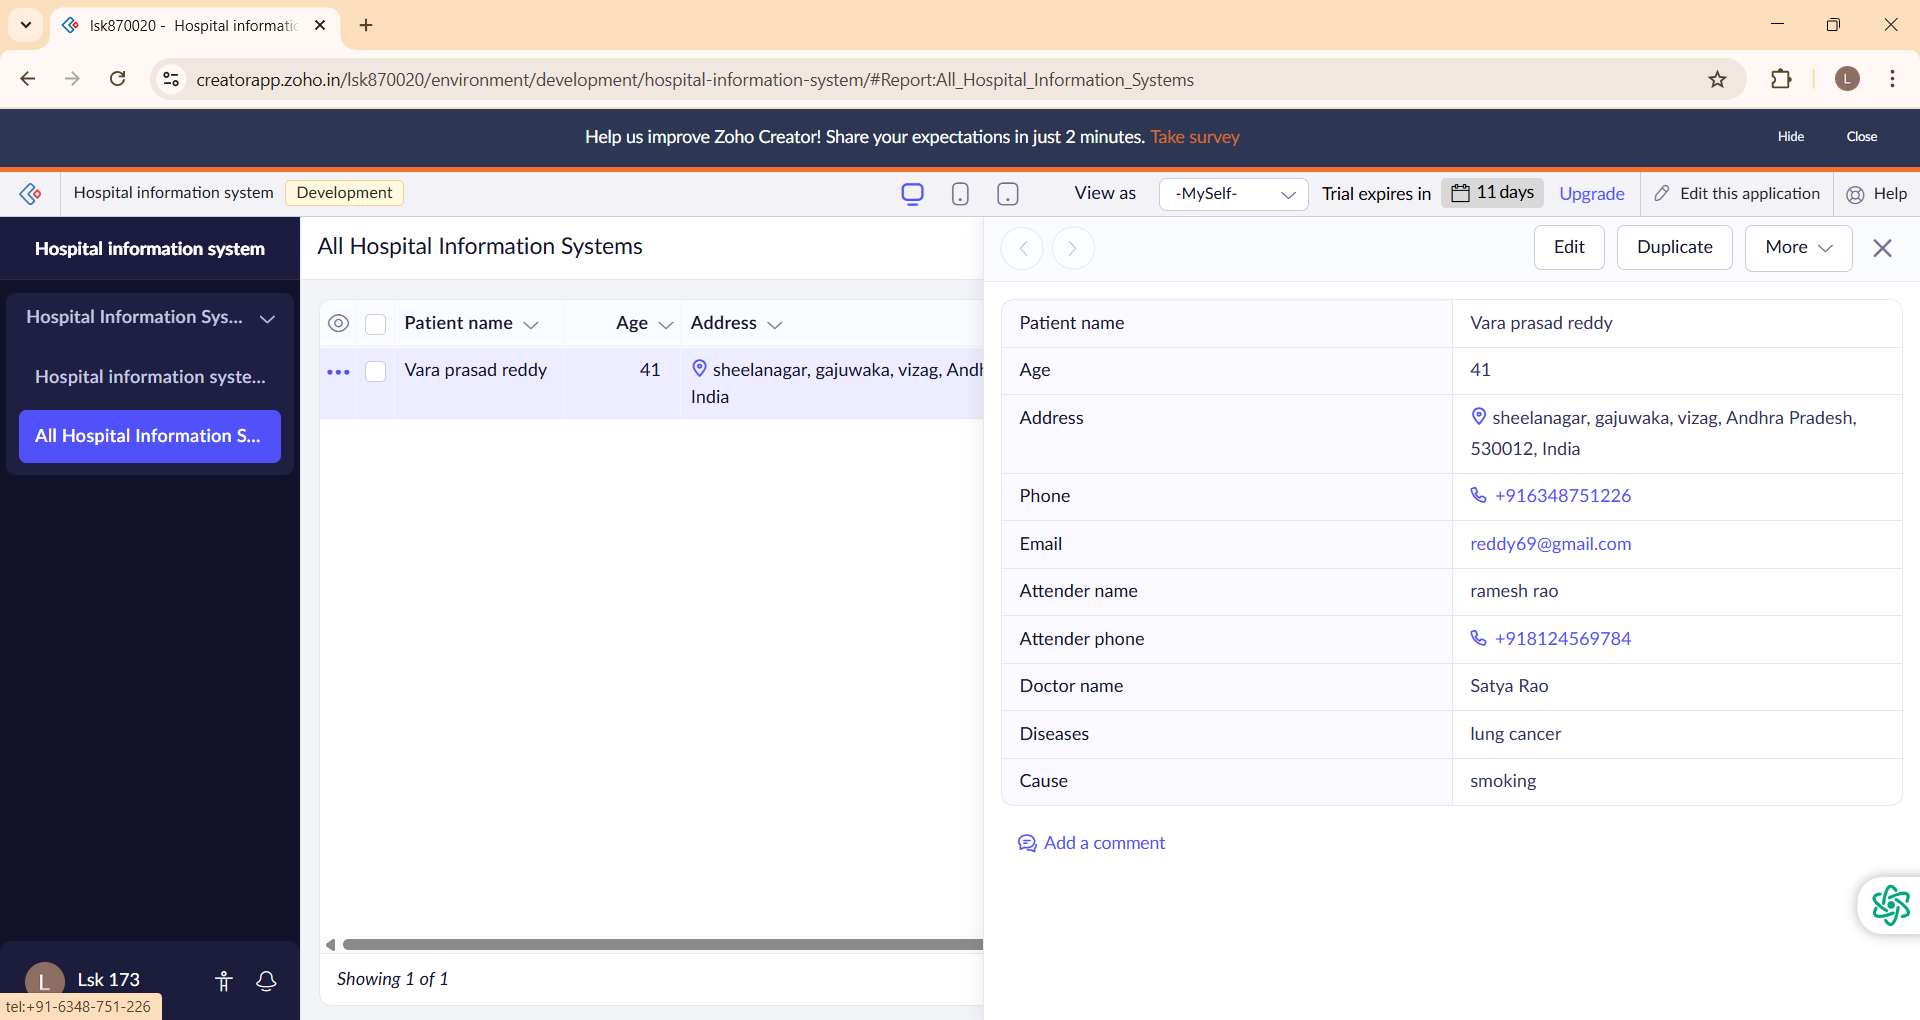 lsk870020 - Hospital informatic
creatorapp.zoho.in/lsk870020/environment/development/hospital-information-system/#Report:All_Hospital_Information_Systems
L
Help us improve Zoho Creator! Share your expectations in just 2 minutes. Take survey
Hide
Close
Hospital information system
Development
View as
-MySelf-
Trial expires in
11 days
Upgrade
Edit this application
Help
Hospital information system
Hospital Information Sys...
Hospital information syste...
All Hospital Information S...
L
Lsk 173
tel:+91-6348-751-226
All Hospital Information Systems
Patient name
Age
Address
Vara prasad reddy
41
sheelanagar, gajuwaka, vizag, Andh
India
Showing 1 of 1
Edit
Duplicate
More
Patient name
Vara prasad reddy
Age
41
Address
sheelanagar, gajuwaka, vizag, Andhra Pradesh,
530012, India
Phone
+916348751226
Email
reddy69@gmail.com
Attender name
ramesh rao
Attender phone
+918124569784
Doctor name
Satya Rao
Diseases
lung cancer
Cause
smoking
Add a comment